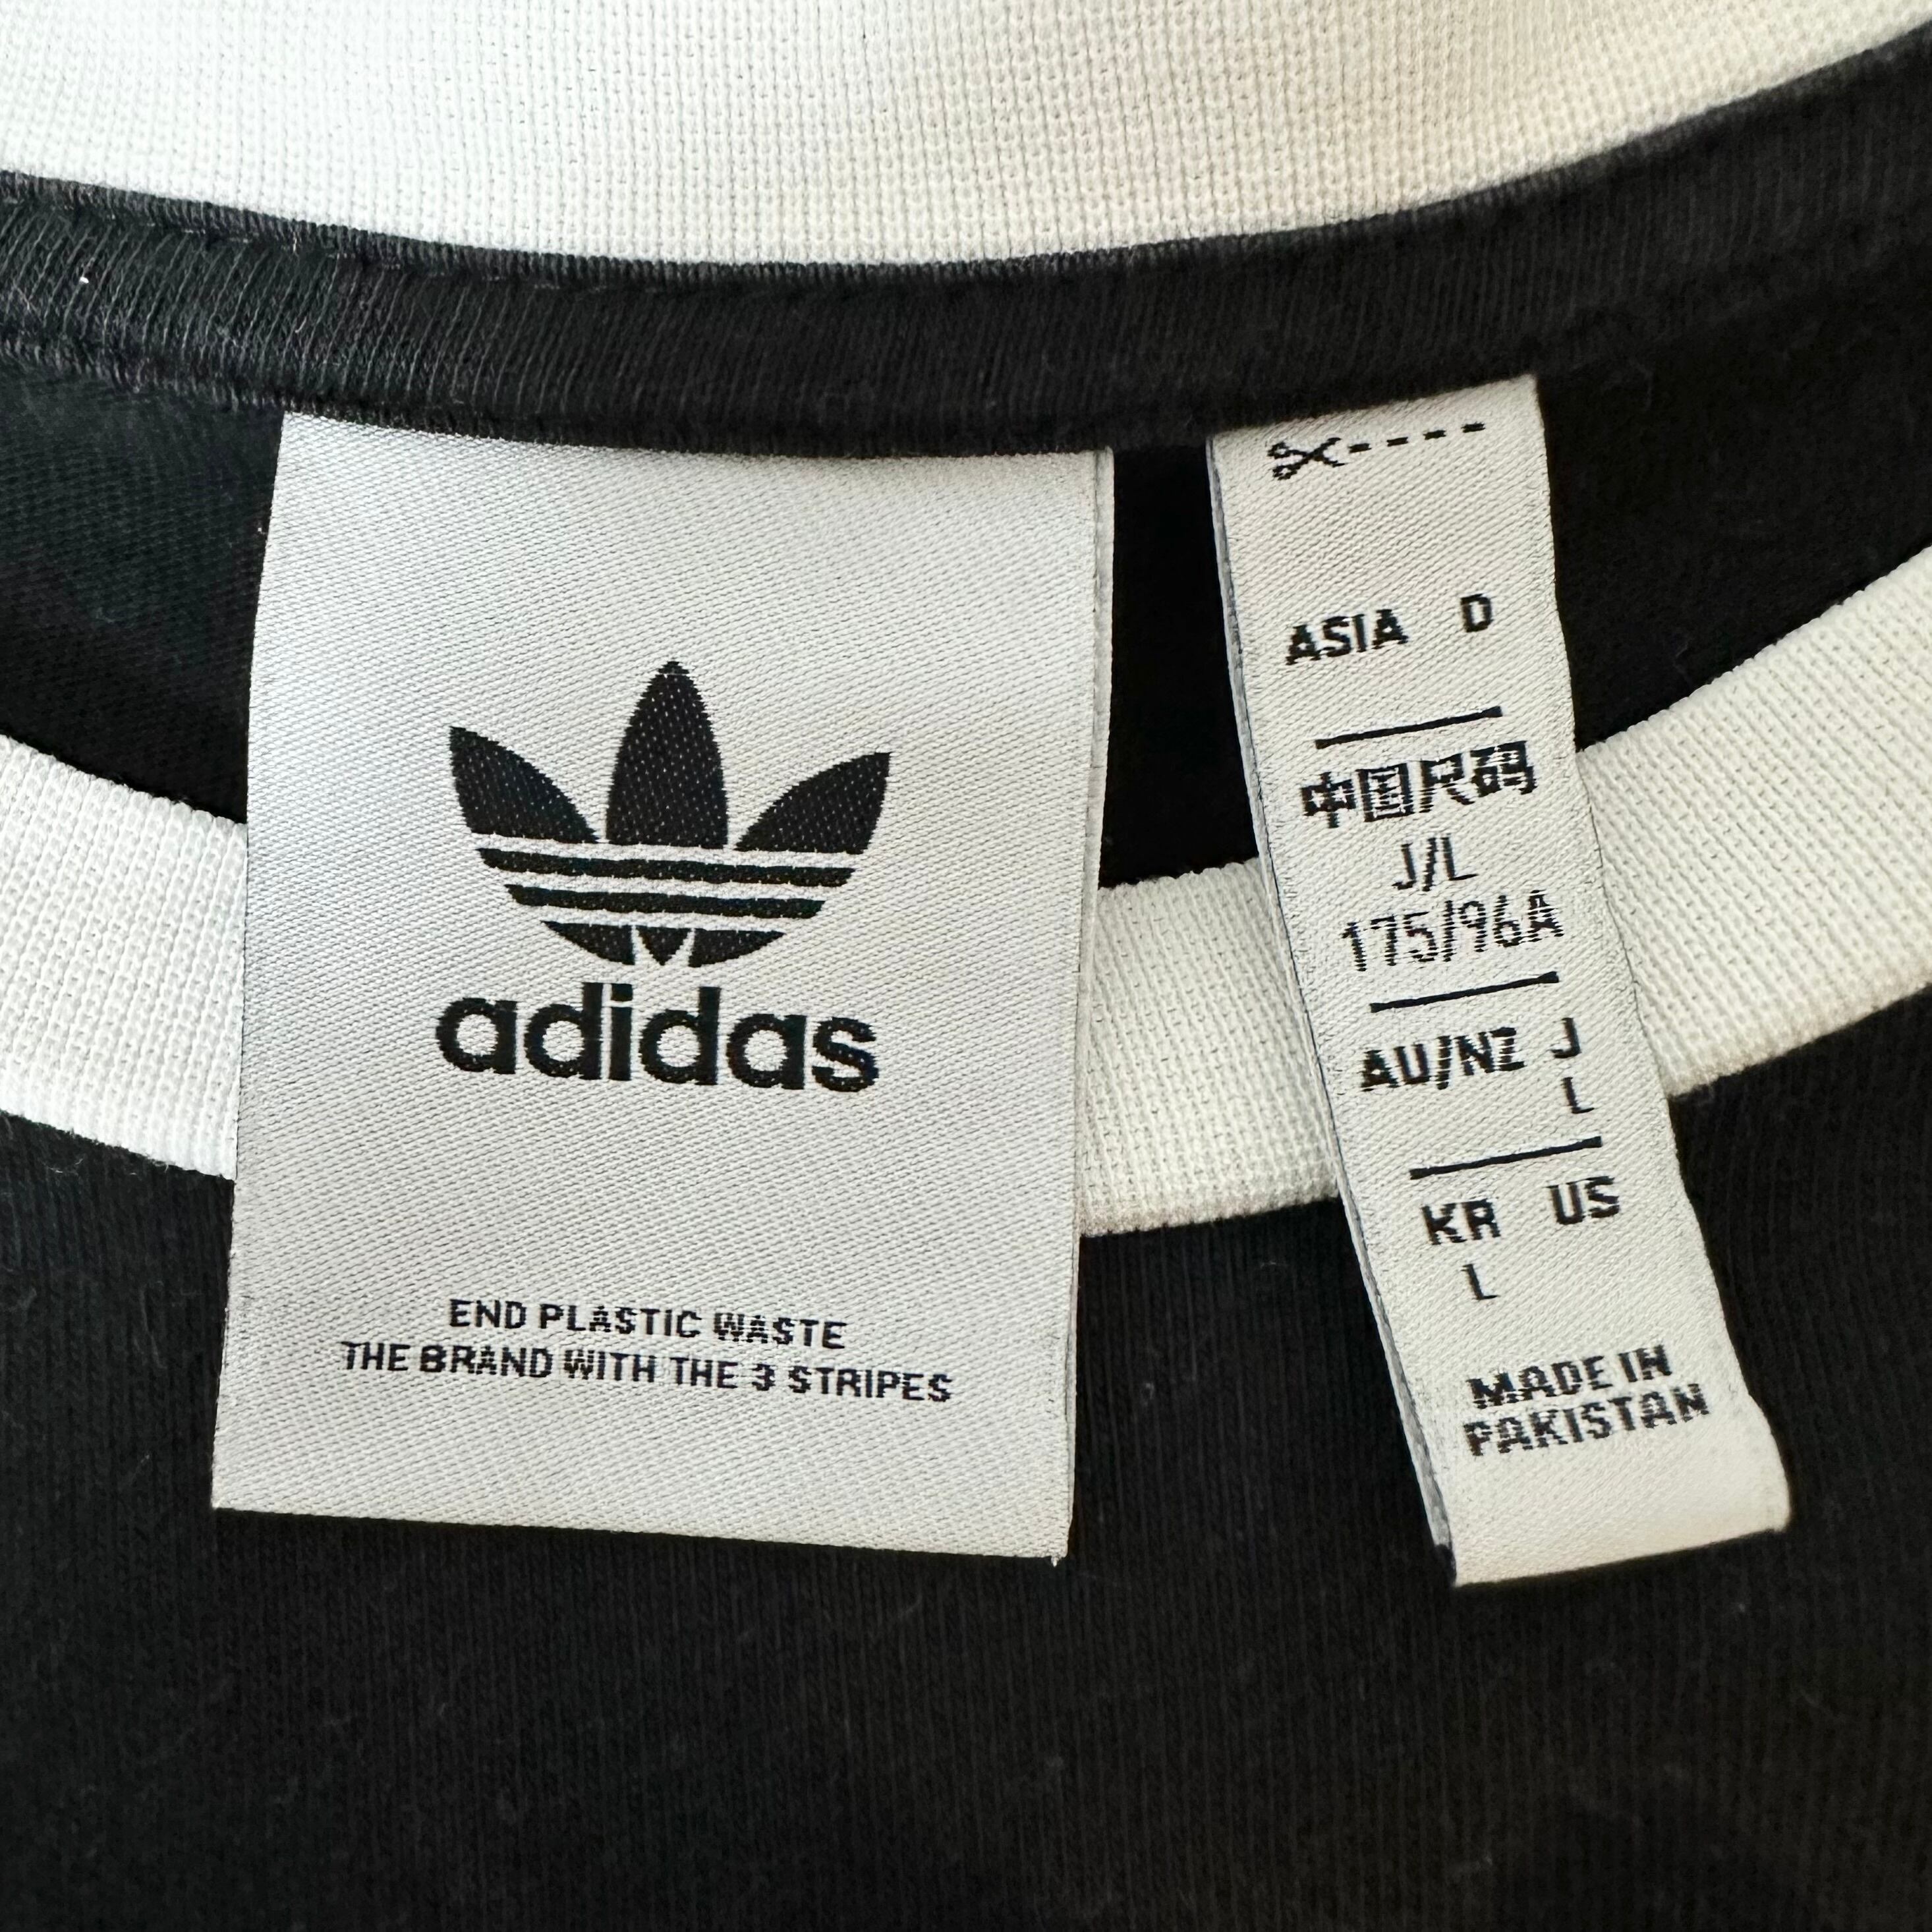 adidas
END PLASTIC WASTE
THE BRAND WITH THE 3 STRIPES
ASIA D
中国尺码
J/L
175/96A
AU/NZ J
L
KR US
L
MADE IN
PAKISTAN